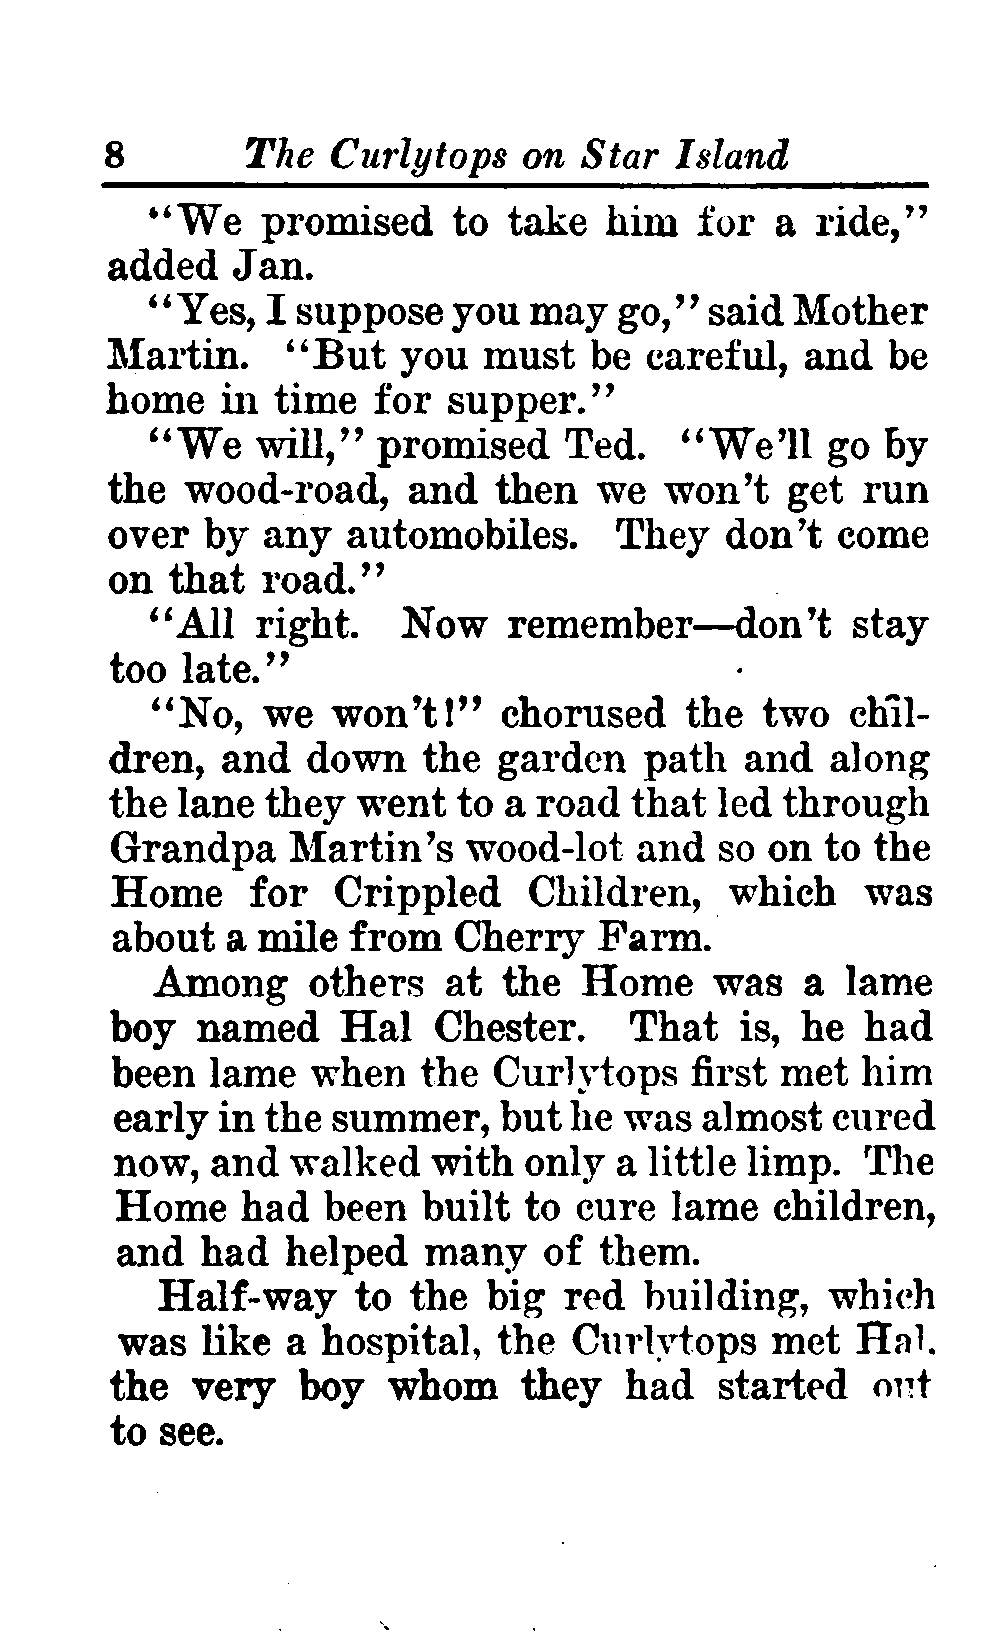 8 The Curlytops on Star Island
"We promised to take him for a ride,"
added Jan.
"Yes, I suppose you may go," said Mother
Martin. "But you must be careful, and be
home in time for supper."
"We will," promised Ted. "We'll go by
the wood-road, and then we won't get run
over by any automobiles. They don't come
on that road."
"All right. Now remember—don't stay
too late."
"No, we won't!" chorused the two chil-
dren, and down the garden path and along
the lane they went to a road that led through
Grandpa Martin's wood-lot and so on to the
Home for Crippled Children, which was
about a mile from Cherry Farm.
Among others at the Home was a lame
boy named Hal Chester. That is, he had
been lame when the Curlytops first met him
early in the summer, but he was almost cured
now, and walked with only a little limp. The
Home had been built to cure lame children,
and had helped many of them.
Half-way to the big red building, which
was like a hospital, the Curlytops met Hal.
the very boy whom they had started out
to see.